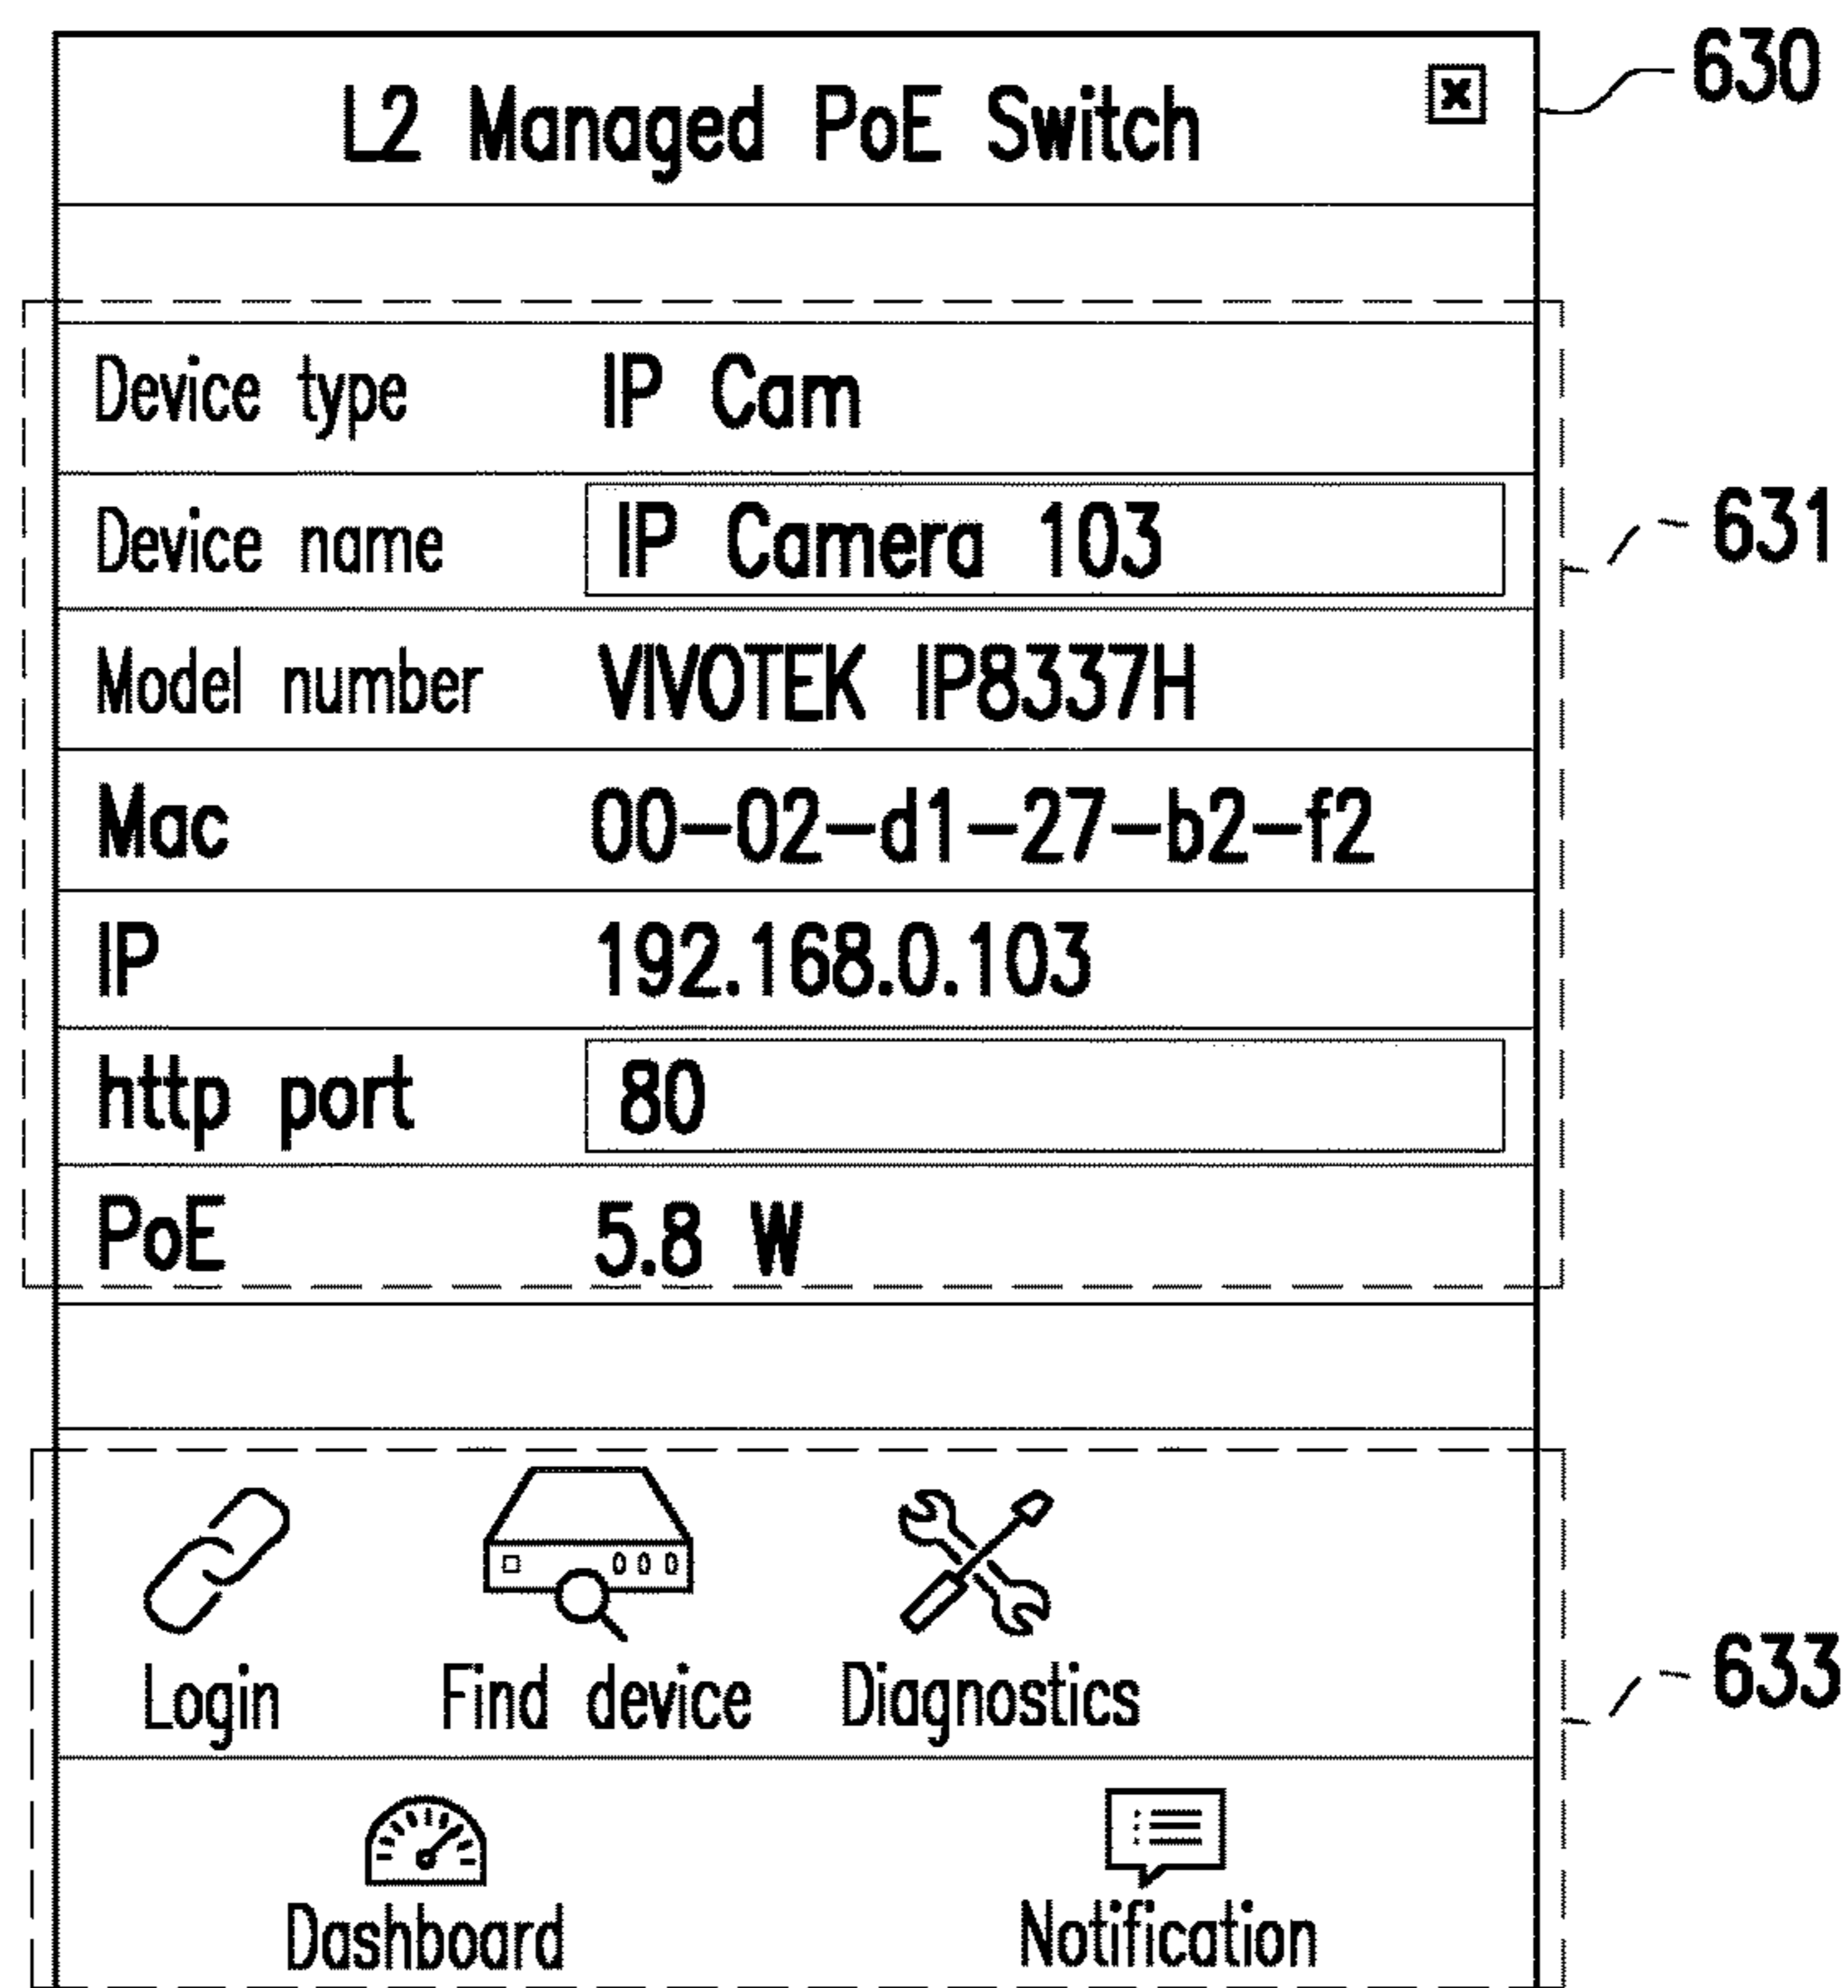 L2 Managed PoE Switch x 630
Device type IP Cam
Device name IP Camera 103 631
Model number VIVOTEK IP8337H
Mac 00-02-d1-27-b2-f2
IP 192.168.0.103
http port 80
PoE 5.8 W
Login Find device Diagnostics 633
Dashboard Notification